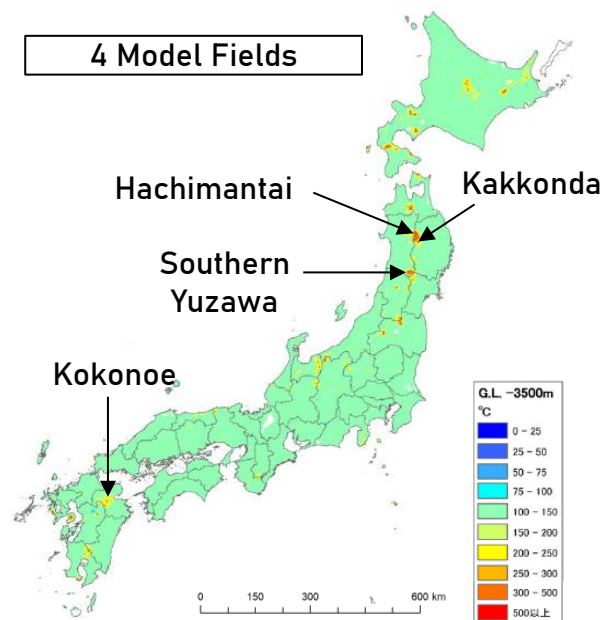 4 Model Fields
Hachimantai
Kakkonda
Southern
Yuzawa
Kokonoe
G.L. -3500m
℃
0 - 25
25 - 50
50 - 75
75 - 100
100 - 150
150 - 200
200 - 250
250 - 300
300 - 500
500以上
0 150 300 600 km